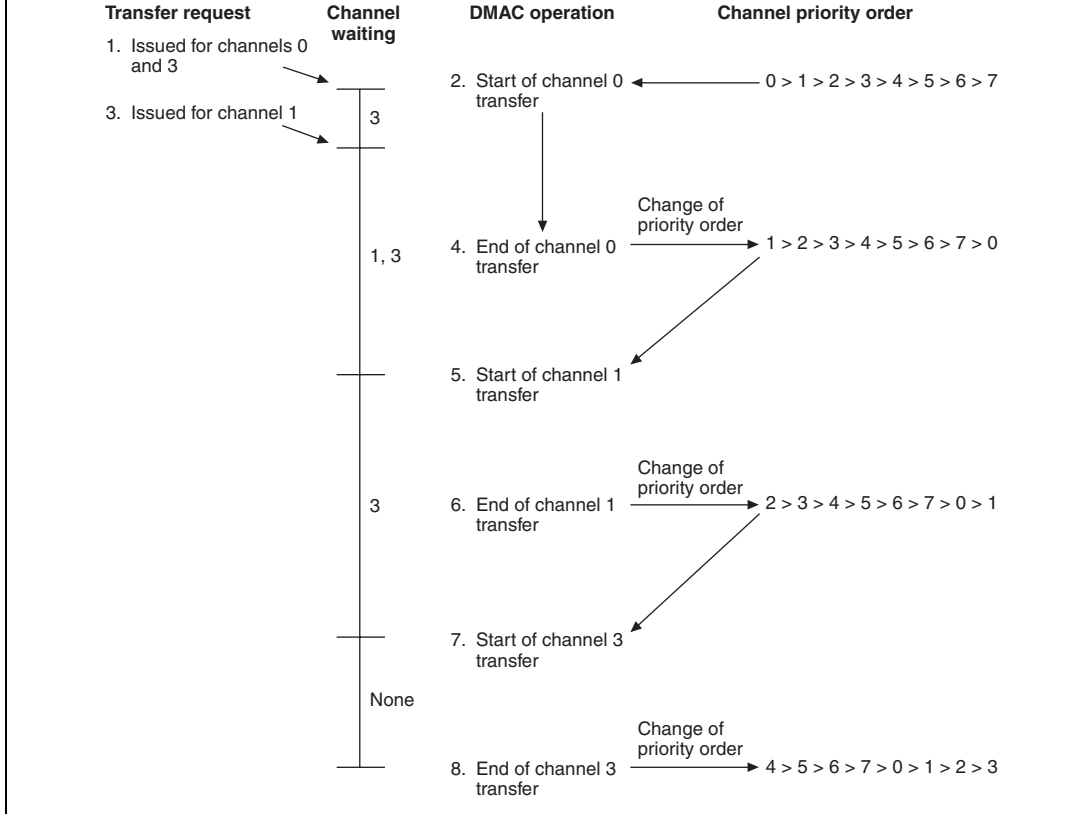 Transfer request
Channel waiting
DMAC operation
Channel priority order
1. Issued for channels 0
and 3
2. Start of channel 0
transfer
0 > 1 > 2 > 3 > 4 > 5 > 6 > 7
3. Issued for channel 1
3
Change of
priority order
4. End of channel 0
transfer
1 > 2 > 3 > 4 > 5 > 6 > 7 > 0
1, 3
5. Start of channel 1
transfer
Change of
priority order
3
6. End of channel 1
transfer
2 > 3 > 4 > 5 > 6 > 7 > 0 > 1
7. Start of channel 3
transfer
None
Change of
priority order
8. End of channel 3
transfer
4 > 5 > 6 > 7 > 0 > 1 > 2 > 3